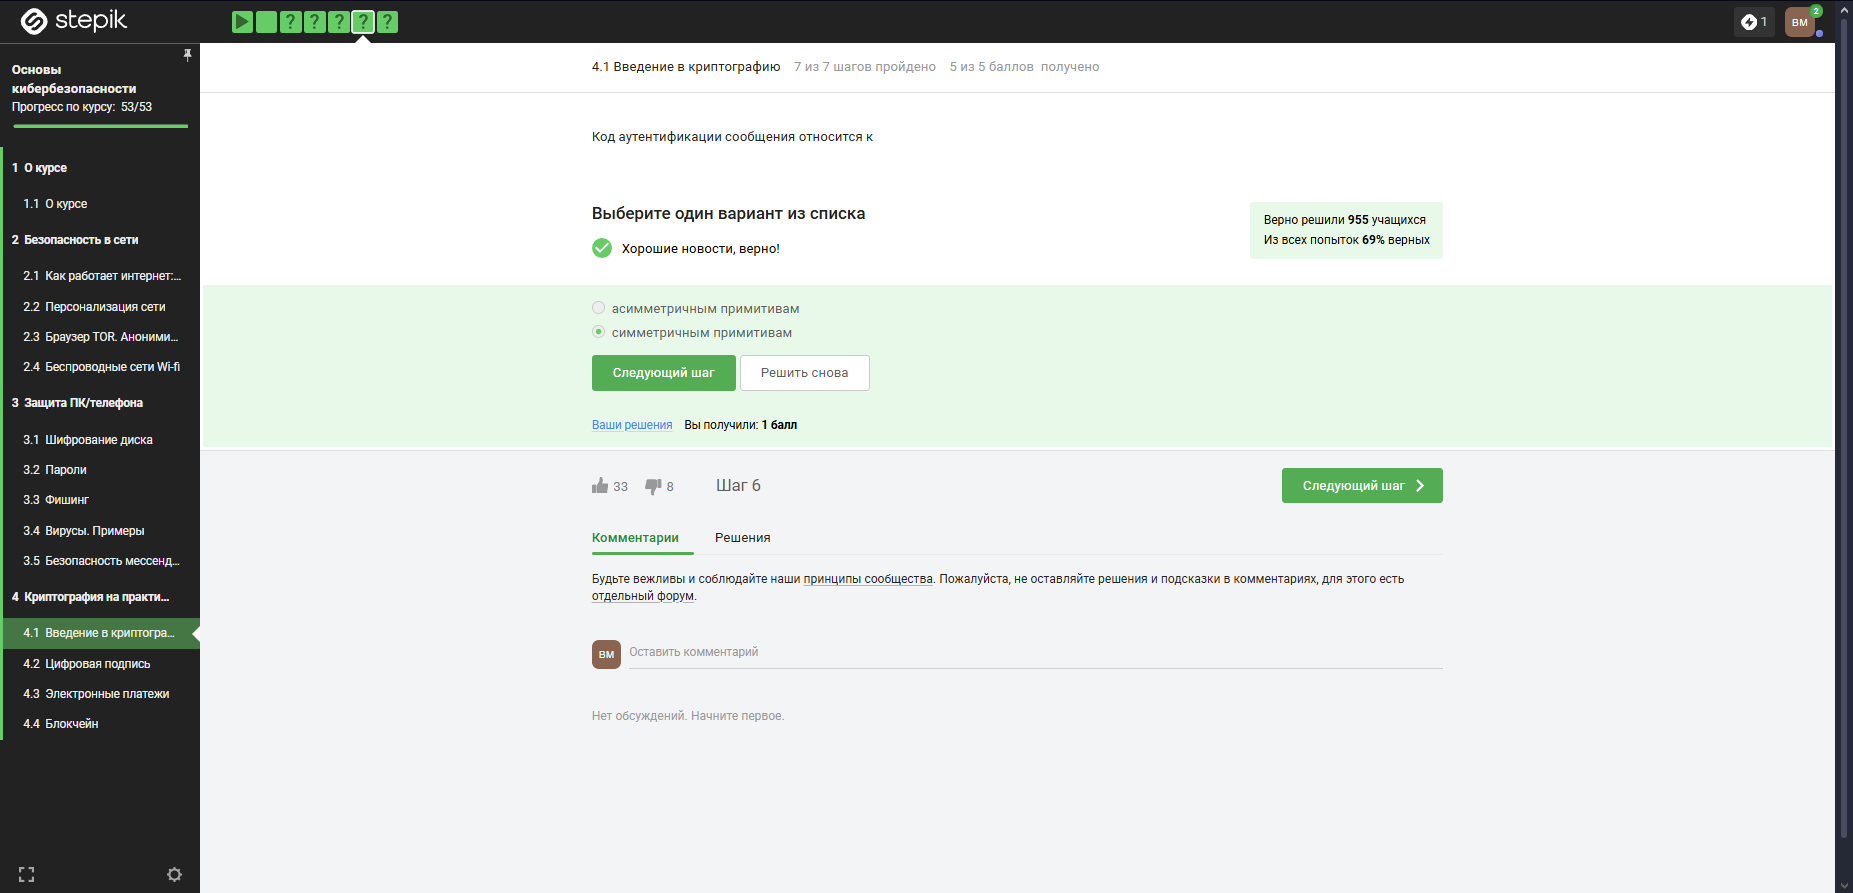 stepik
? ? ? ? ?
1
ВМ
2
Основы
кибербезопасности
Прогресс по курсу: 53/53
1 О курсе
1.1 О курсе
2 Безопасность в сети
2.1 Как работает интернет:...
2.2 Персонализация сети
2.3 Браузер TOR. Аноними...
2.4 Беспроводные сети Wi-fi
3 Защита ПК/телефона
3.1 Шифрование диска
3.2 Пароли
3.3 Фишинг
3.4 Вирусы. Примеры
3.5 Безопасность мессенд...
4 Криптография на практи...
4.1 Введение в криптогра...
4.2 Цифровая подпись
4.3 Электронные платежи
4.4 Блокчейн
4.1 Введение в криптографию 7 из 7 шагов пройдено 5 из 5 баллов получено
Код аутентификации сообщения относится к
Выберите один вариант из списка
Хорошие новости, верно!
Верно решили 955 учащихся
Из всех попыток 69% верных
асимметричным примитивам
симметричным примитивам
Следующий шаг Решить снова
Ваши решения Вы получили: 1 балл
33 8 Шаг 6 Следующий шаг
Комментарии Решения
Будьте вежливы и соблюдайте наши принципы сообщества. Пожалуйста, не оставляйте решения и подсказки в комментариях, для этого есть
отдельный форум.
ВМ Оставить комментарий
Нет обсуждений. Начните первое.